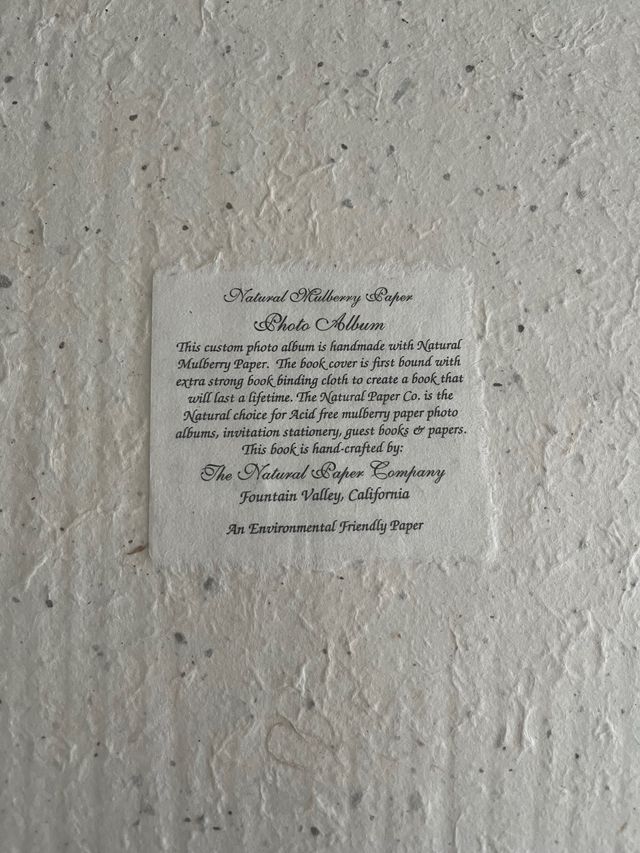 Natural Mulberry Paper
Photo Album
This custom photo album is handmade with Natural
Mulberry Paper. The book cover is first bound with
extra strong book binding cloth to create a book that
will last a lifetime. The Natural Paper Co. is the
Natural choice for Acid free mulberry paper photo
albums, invitation stationery, guest books & papers.
This book is hand-crafted by:
The Natural Paper Company
Fountain Valley, California
An Environmental Friendly Paper